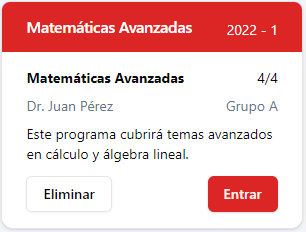 Matemáticas Avanzadas 2022 - 1
Matemáticas Avanzadas 4/4
Dr. Juan Pérez Grupo A
Este programa cubrirá temas avanzados
en cálculo y álgebra lineal.
Eliminar Entrar